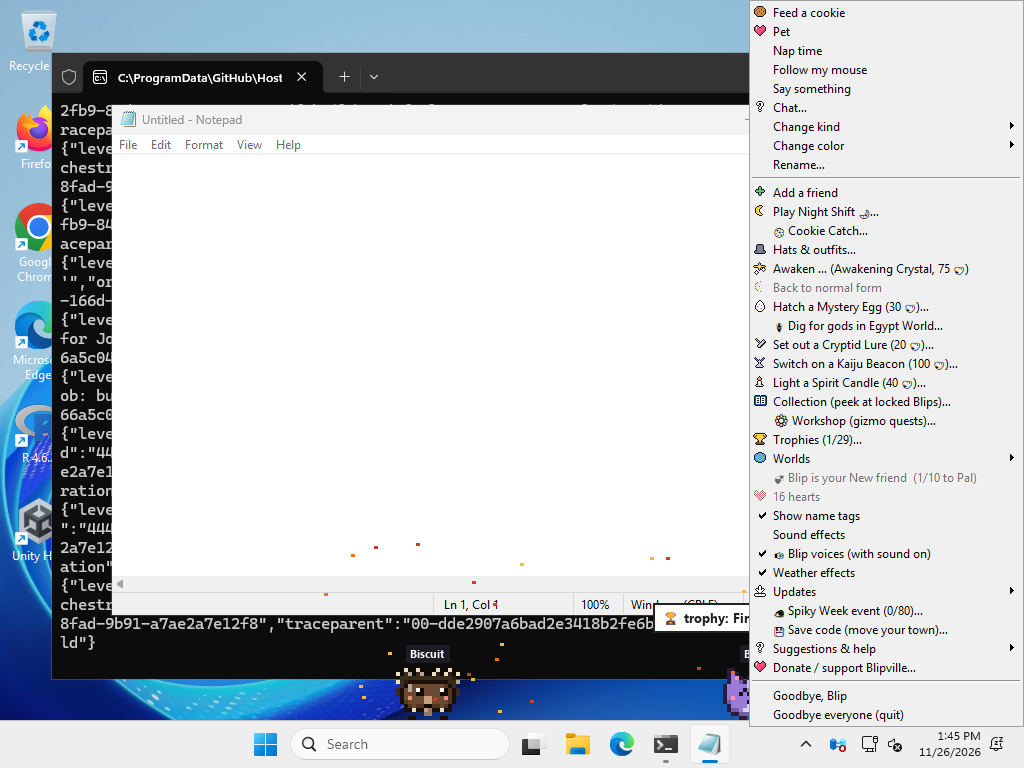 Recycle
Firefo
Google
Chrom
Microso
Edge
R 4.6.
Unity H
C:\ProgramData\GitHub\Host
2fb9-8
racepa
{"leve
chestr
8fad-9
{"leve
fb9-84
acepar
{"leve
'","or
-166d-
{"leve
for Jo
6a5c04
{"leve
ob: bu
66a5c0
{"leve
d":"44
e2a7e1
ration
{"leve
":"444
2a7e12
ation"
{"leve
chestr
8fad-9b91-a7ae2a7e12f8","traceparent":"00-dde2907a6bad2e3418b2fe6b
ld"}
Untitled - Notepad
File Edit Format View Help
Ln 1, Col 1
100%
Windows (CRLF)
trophy: Fir
Biscuit
B
Feed a cookie
Pet
Nap time
Follow my mouse
Say something
Chat...
Change kind
Change color
Rename...
Add a friend
Play Night Shift 🌙...
Cookie Catch...
Hats & outfits...
Awaken ... (Awakening Crystal, 75 🍪)
Back to normal form
Hatch a Mystery Egg (30 🍪)...
Dig for gods in Egypt World...
Set out a Cryptid Lure (20 🍪)...
Switch on a Kaiju Beacon (100 🍪)...
Light a Spirit Candle (40 🍪)...
Collection (peek at locked Blips)...
Workshop (gizmo quests)...
Trophies (1/29)...
Worlds
Blip is your New friend (1/10 to Pal)
16 hearts
Show name tags
Sound effects
Blip voices (with sound on)
Weather effects
Updates
Spiky Week event (0/80)...
Save code (move your town)...
Suggestions & help
Donate / support Blipville...
Goodbye, Blip
Goodbye everyone (quit)
Search
1:45 PM
11/26/2026